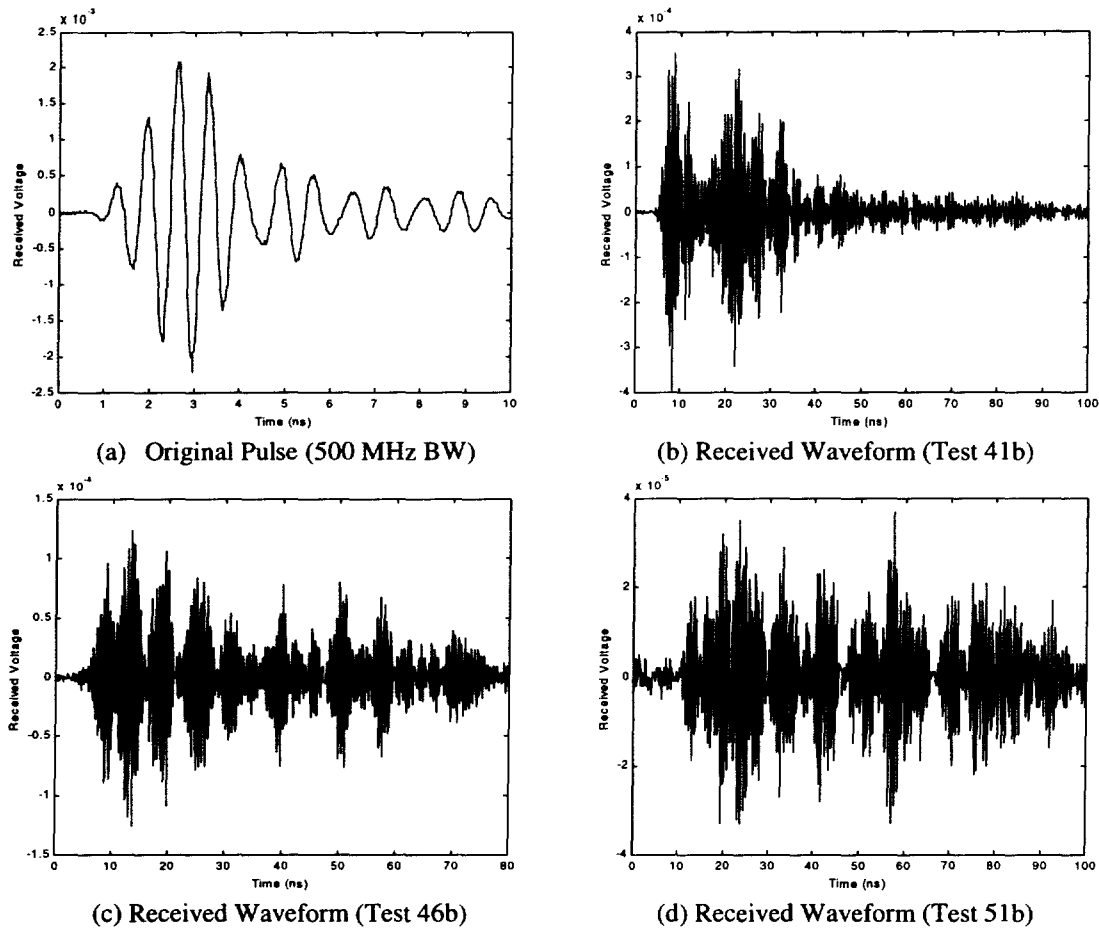 x 10⁻³
2.5
2
1.5
1
0.5
0
-0.5
-1
-1.5
-2
-2.5
0 1 2 3 4 5 6 7 8 9 10
Received Voltage
Time (ns)
(a) Original Pulse (500 MHz BW)
x 10⁻⁴
4
3
2
1
0
-1
-2
-3
-4
0 10 20 30 40 50 60 70 80 90 100
Received Voltage
Time (ns)
(b) Received Waveform (Test 41b)
x 10⁻⁴
1.5
1
0.5
0
-0.5
-1
-1.5
0 10 20 30 40 50 60 70 80
Received Voltage
Time (ns)
(c) Received Waveform (Test 46b)
x 10⁻⁵
4
2
0
-2
-4
0 10 20 30 40 50 60 70 80 90 100
Received Voltage
Time (ns)
(d) Received Waveform (Test 51b)